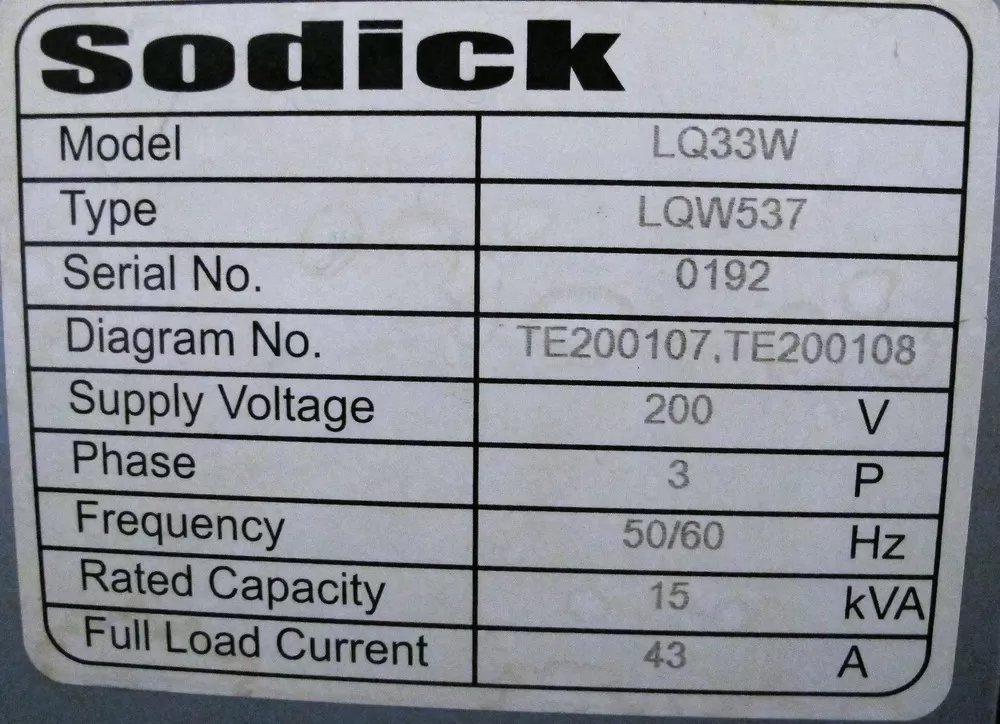 Sodick
Model LQ33W
Type LQW537
Serial No. 0192
Diagram No. TE200107,TE200108
Supply Voltage 200 V
Phase 3 P
Frequency 50/60 Hz
Rated Capacity 15 kVA
Full Load Current 43 A